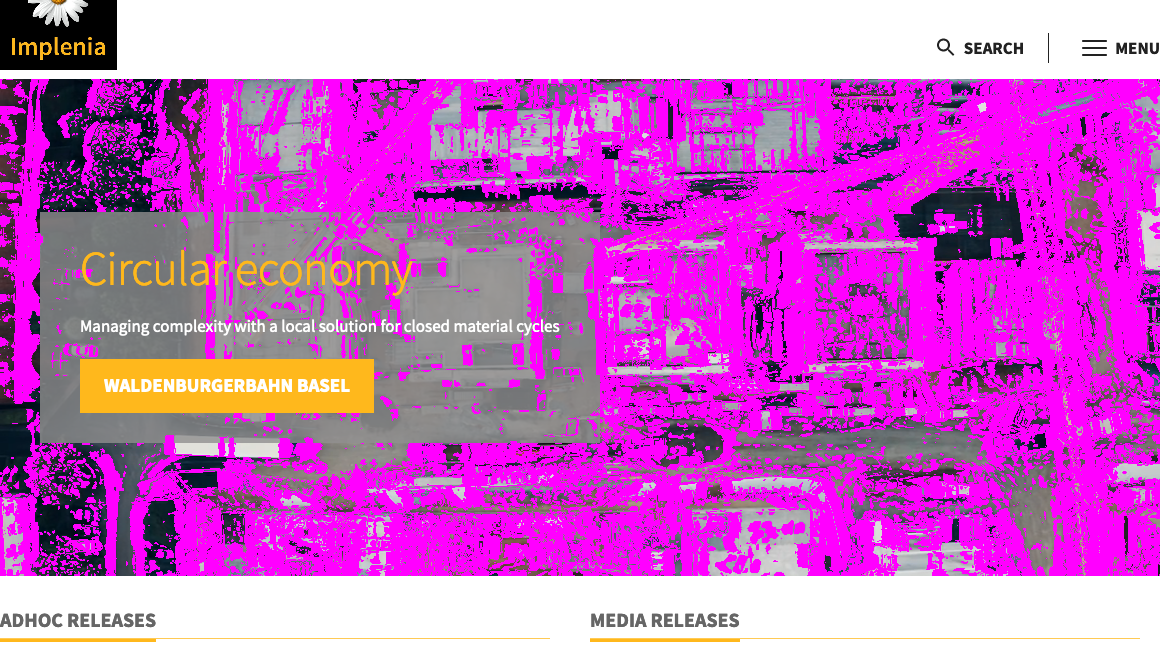 Implenia
SEARCH
MENU
Circular economy
Managing complexity with a local solution for closed material cycles
WALDENBURGERBAHN BASEL
ADHOC RELEASES
MEDIA RELEASES